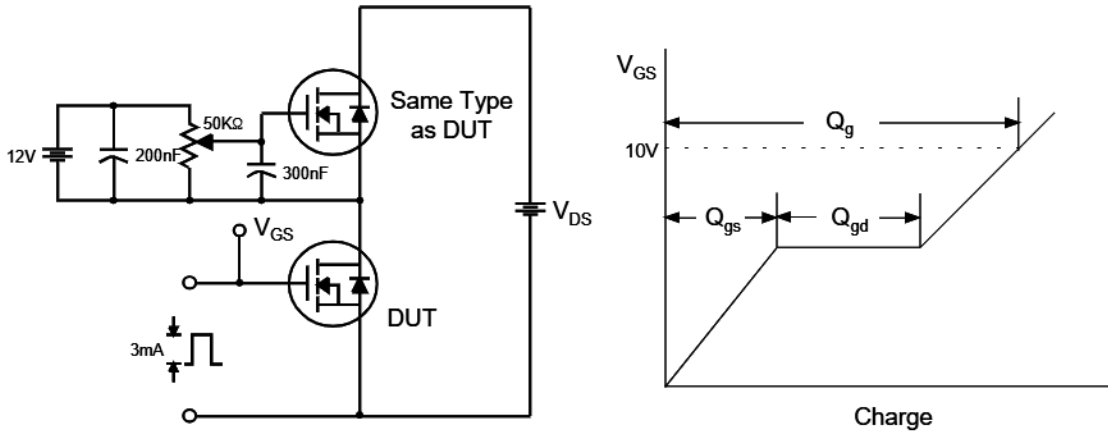 12V
200nF
50KΩ
300nF
Same Type
as DUT
V_GS
DUT
3mA
V_DS
V_GS
10V
Q_g
Q_gs
Q_gd
Charge